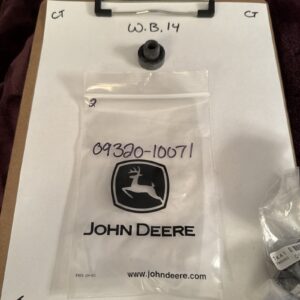 CT
CT
W.B.14
2
09320-10071
JOHN DEERE
www.johndeere.com